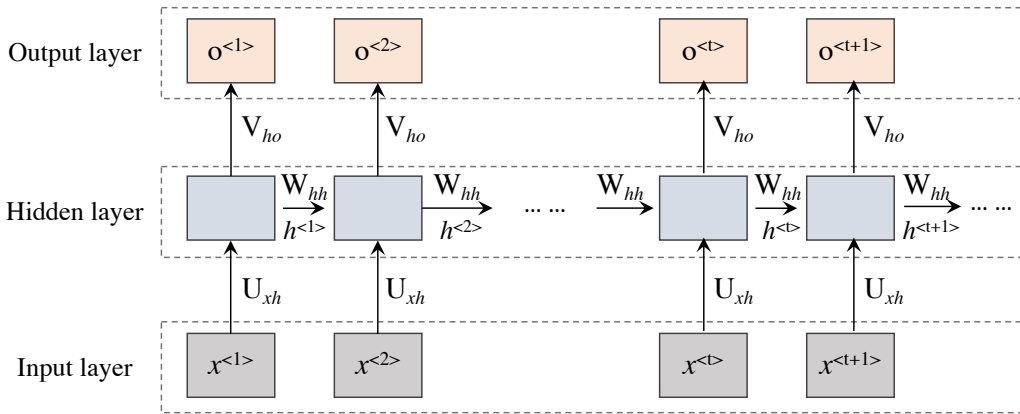 Output layer o<1> o<2> o<t> o<t+1>
V_ho V_ho V_ho V_ho
W_hh W_hh W_hh W_hh W_hh
Hidden layer ... ... ... ...
h<1> h<2> h<t> h<t+1>
U_xh U_xh U_xh U_xh
Input layer x<1> x<2> x<t> x<t+1>